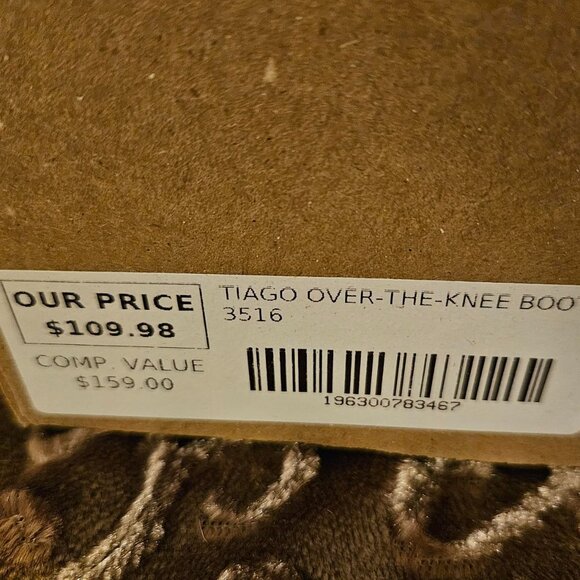 OUR PRICE
$109.98
COMP. VALUE
$159.00
TIAGO OVER-THE-KNEE BOO
3516
196300783467